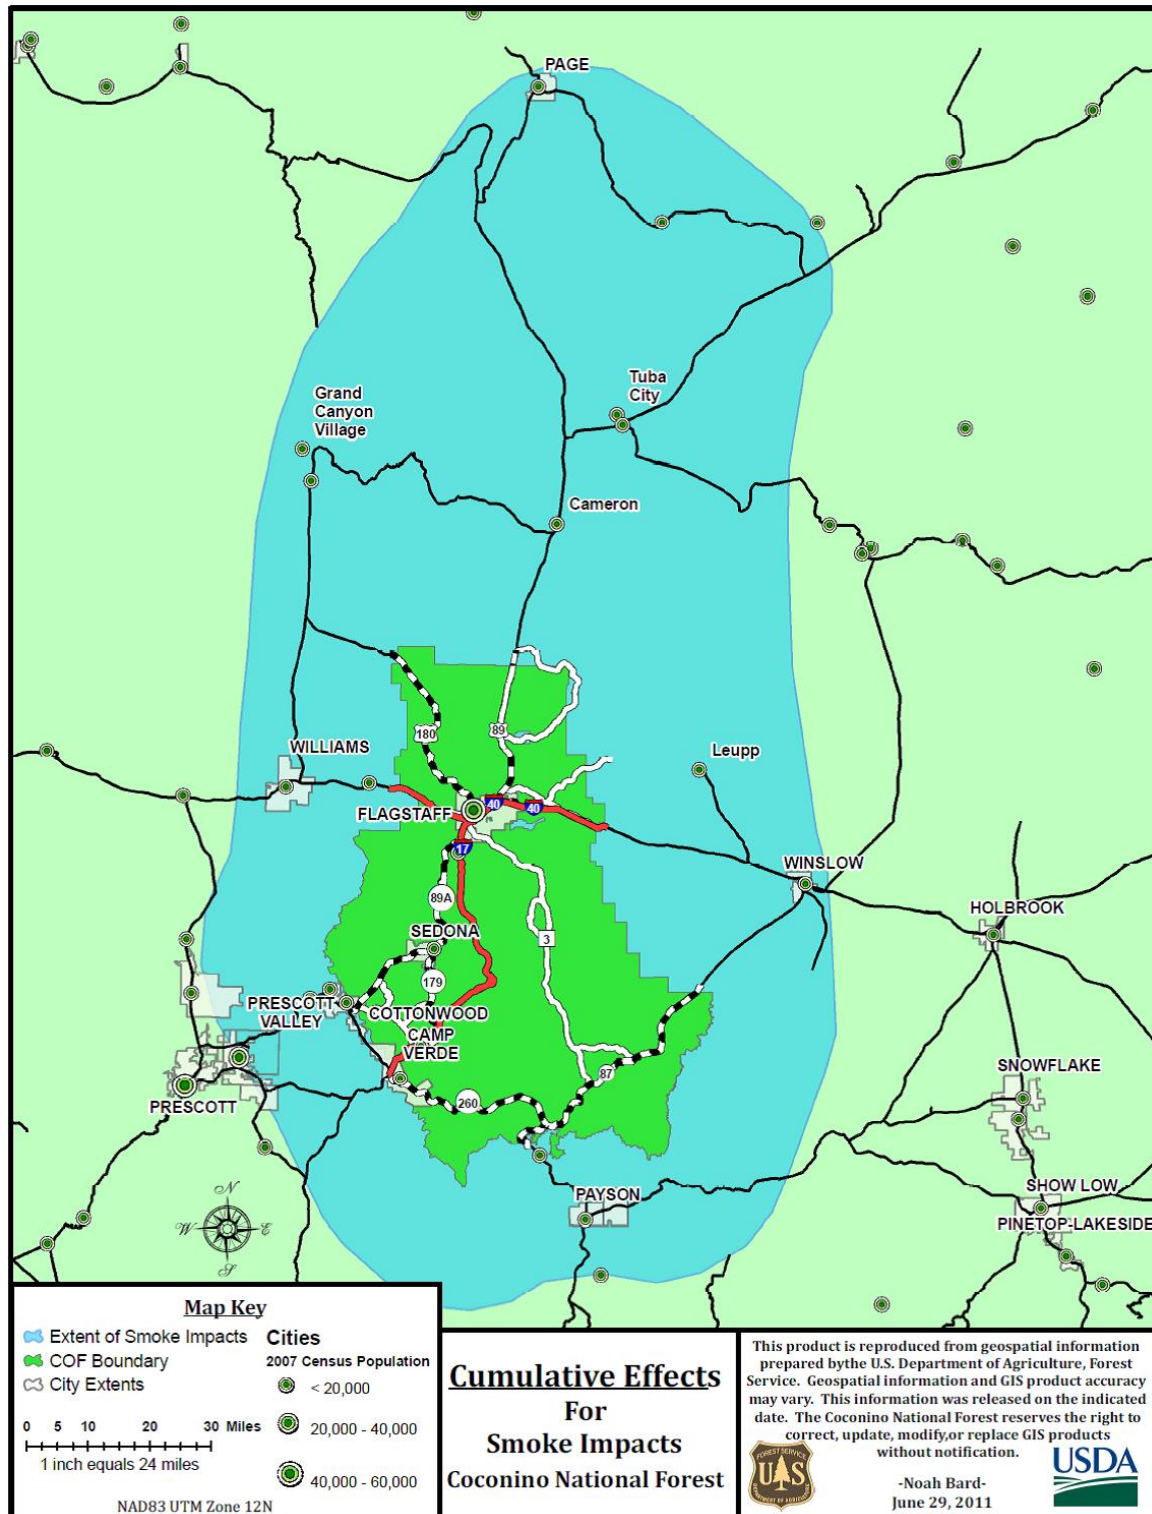 PAGE
Tuba
City
Grand
Canyon
Village
Cameron
180
89
WILLIAMS
Leupp
FLAGSTAFF
40
40
17
WINSLOW
89A
HOLBROOK
SEDONA
3
179
PRESCOTT
VALLEY
COTTONWOOD
CAMP
VERDE
87
SNOWFLAKE
260
PRESCOTT
SHOW LOW
PAYSON
PINETOP-LAKESIDE
N
W E
S
Map Key
Extent of Smoke Impacts
COF Boundary
City Extents
0 5 10 20 30 Miles
1 inch equals 24 miles
NAD83 UTM Zone 12N
Cities
2007 Census Population
< 20,000
20,000 - 40,000
40,000 - 60,000
Cumulative Effects
For
Smoke Impacts
Coconino National Forest
This product is reproduced from geospatial information
prepared bythe U.S. Department of Agriculture, Forest
Service. Geospatial information and GIS product accuracy
may vary. This information was released on the indicated
date. The Coconino National Forest reserves the right to
correct, update, modify,or replace GIS products
without notification.
-Noah Bard-
June 29, 2011
FOREST SERVICE
U S
DEPARTMENT OF AGRICULTURE
USDA